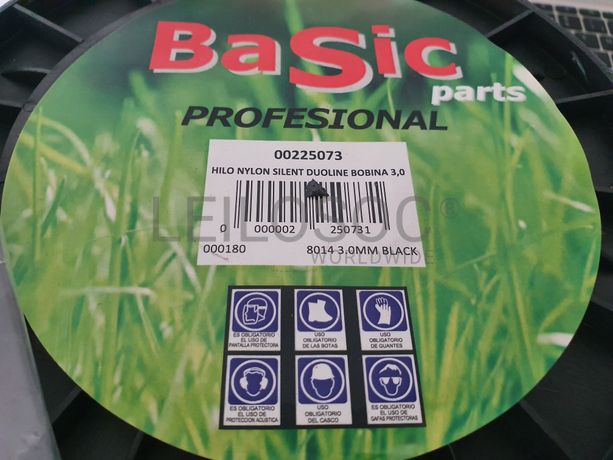 BaSic
parts
PROFESIONAL
00225073
HILO NYLON SILENT DUOLINE BOBINA 3,0
LEILOSOC®
WORLDWIDE
0 000002 250731
000180 8014 3.0MM BLACK
ES OBLIGATORIO
EL USO DE
PANTALLA PROTECTORA
USO
OBLIGATORIO
DE LAS BOTAS
USO
OBLIGATORIO
DE GUANTES
ES OBLIGATORIO
EL USO DE
PROTECCION ACUSTICA
USO
OBLIGATORIO
DEL CASCO
ES OBLIGATORIO
EL USO DE
GAFAS PROTECTORAS